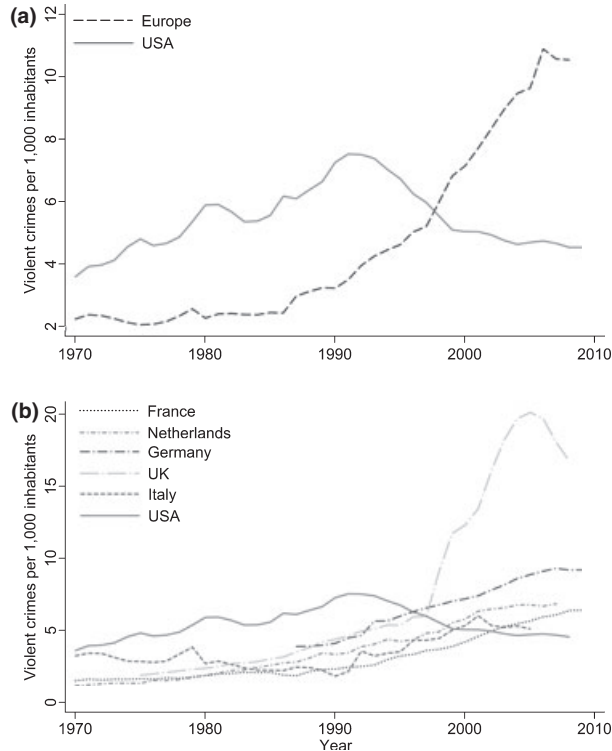 (a)
Europe
USA
Violent crimes per 1,000 inhabitants
12
10
8
6
4
2
1970 1980 1990 2000 2010
(b)
France
Netherlands
Germany
UK
Italy
USA
Violent crimes per 1,000 inhabitants
20
15
10
5
0
1970 1980 1990 2000 2010
Year